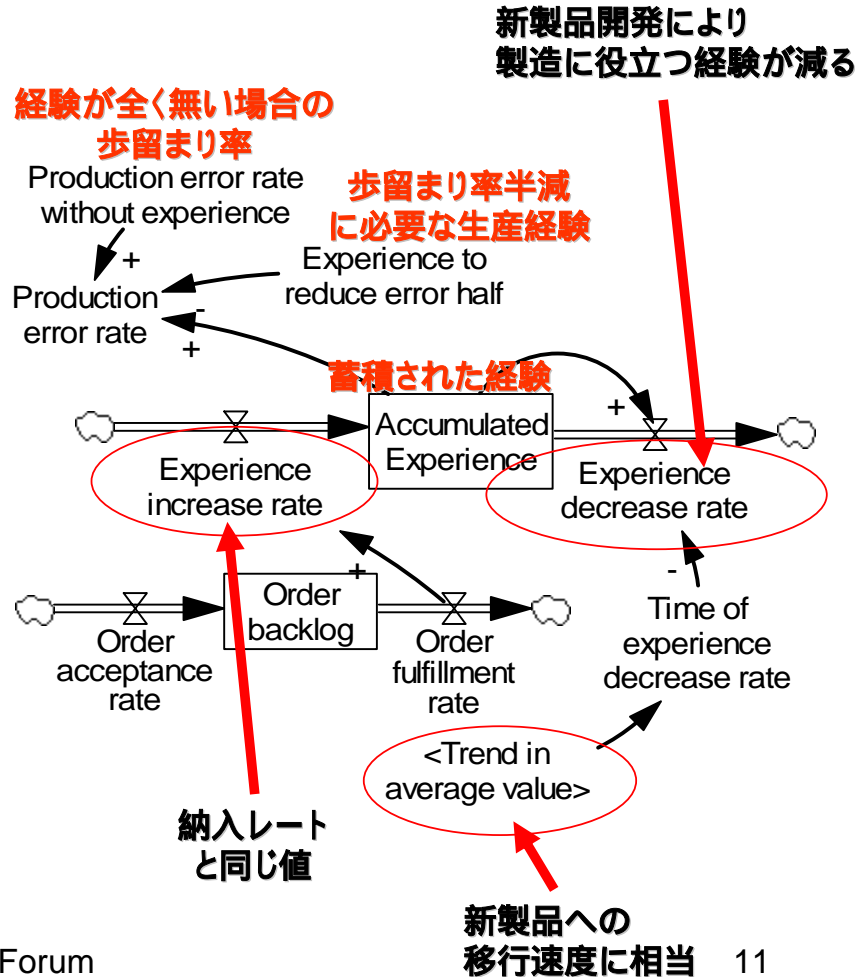 新製品開発により
製造に役立つ経験が減る
経験が全く無い場合の
歩留まり率
Production error rate
without experience
歩留まり率半減
に必要な生産経験
Experience to
reduce error half
+
Production
error rate
-
+
蓄積された経験
Accumulated
Experience
+
Experience
increase rate
Experience
decrease rate
+
-
Order
backlog
Order
acceptance
rate
Order
fulfillment
rate
Time of
experience
decrease rate
<Trend in
average value>
納入レート
と同じ値
新製品への
移行速度に相当
Forum
11